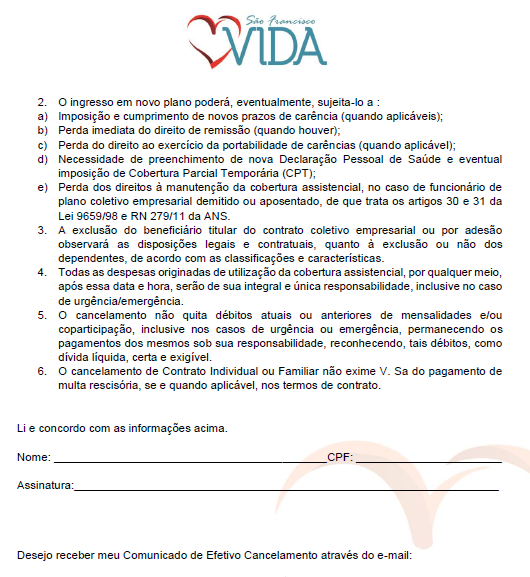 São Francisco
VIDA
2. O ingresso em novo plano poderá, eventualmente, sujeita-lo a :
a) Imposição e cumprimento de novos prazos de carência (quando aplicáveis);
b) Perda imediata do direito de remissão (quando houver);
c) Perda do direito ao exercício da portabilidade de carências (quando aplicável);
d) Necessidade de preenchimento de nova Declaração Pessoal de Saúde e eventual
imposição de Cobertura Parcial Temporária (CPT);
e) Perda dos direitos à manutenção da cobertura assistencial, no caso de funcionário de
plano coletivo empresarial demitido ou aposentado, de que trata os artigos 30 e 31 da
Lei 9659/98 e RN 279/11 da ANS.
3. A exclusão do beneficiário titular do contrato coletivo empresarial ou por adesão
observará as disposições legais e contratuais, quanto à exclusão ou não dos
dependentes, de acordo com as classificações e características.
4. Todas as despesas originadas de utilização da cobertura assistencial, por qualquer meio,
após essa data e hora, serão de sua integral e única responsabilidade, inclusive no caso
de urgência/emergência.
5. O cancelamento não quita débitos atuais ou anteriores de mensalidades e/ou
coparticipação, inclusive nos casos de urgência ou emergência, permanecendo os
pagamentos dos mesmos sob sua responsabilidade, reconhecendo, tais débitos, como
dívida líquida, certa e exigível.
6. O cancelamento de Contrato Individual ou Familiar não exime V. Sa do pagamento de
multa rescisória, se e quando aplicável, nos termos de contrato.
Li e concordo com as informações acima.
Nome: ____________________________________________CPF: ________________________
Assinatura:____________________________________________________________________
Desejo receber meu Comunicado de Efetivo Cancelamento através do e-mail: